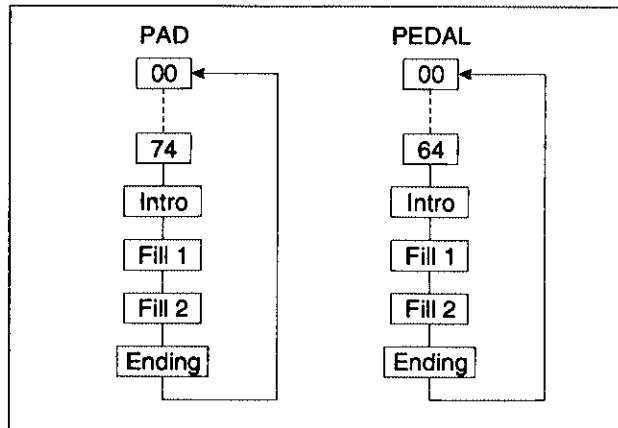 PAD
00
74
Intro
Fill 1
Fill 2
Ending
PEDAL
00
64
Intro
Fill 1
Fill 2
Ending